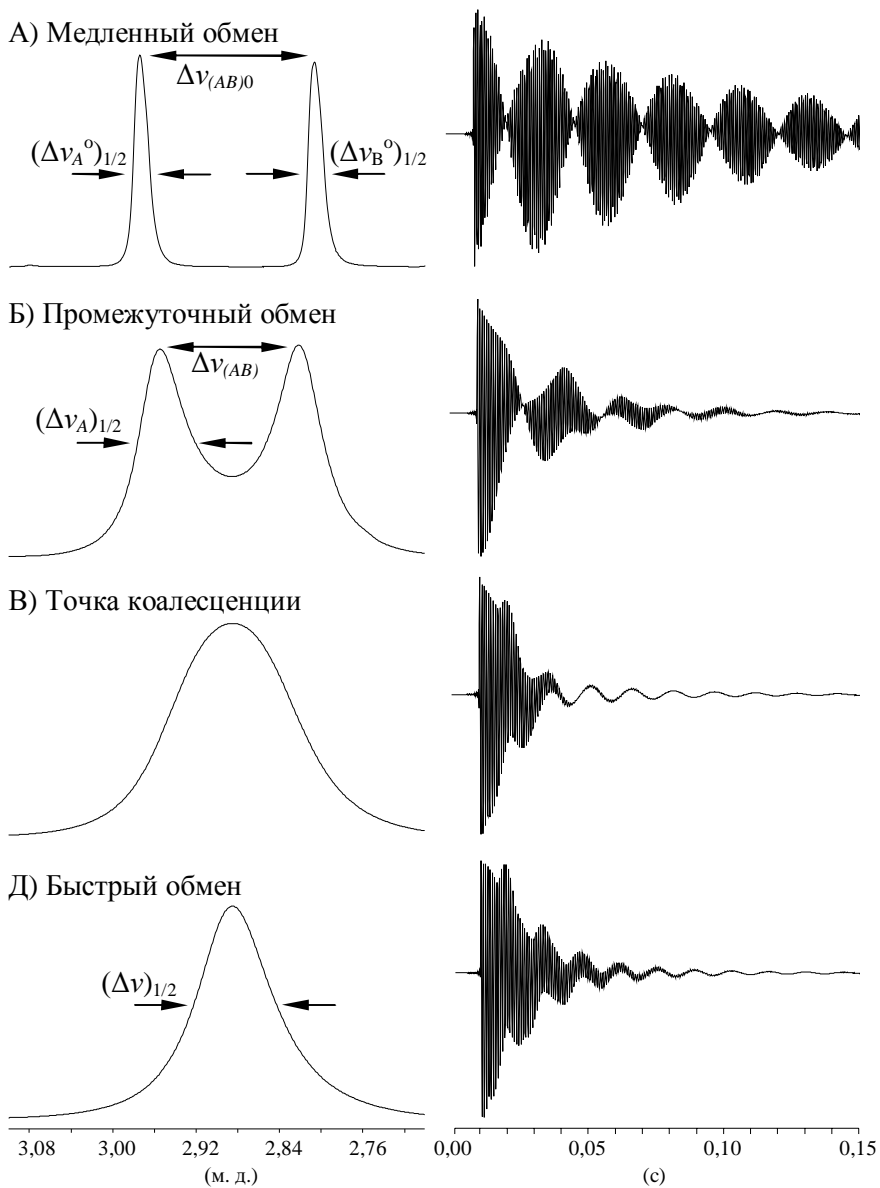 А) Медленный обмен
Δν(AB)0
(ΔνA°)1/2
(ΔνB°)1/2
Б) Промежуточный обмен
Δν(AB)
(ΔνA)1/2
В) Точка коалесценции
Д) Быстрый обмен
(Δν)1/2
3,08 3,00 2,92 2,84 2,76
(м. д.)
0,00 0,05 0,10 0,15
(с)